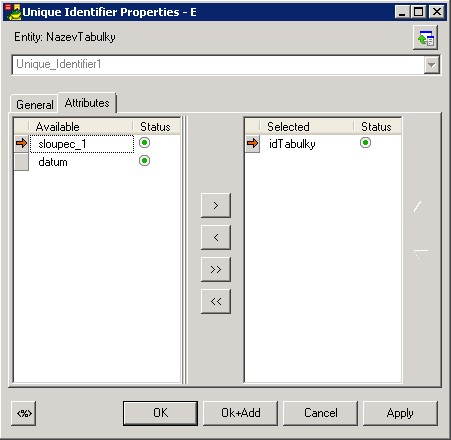 Unique Identifier Properties - E
Entity: NazevTabulky
Unique_Identifier1
General Attributes
Available Status Selected Status
sloupec_1 idTabulky
datum
>
<
>>
<<
<%> OK Ok+Add Cancel Apply